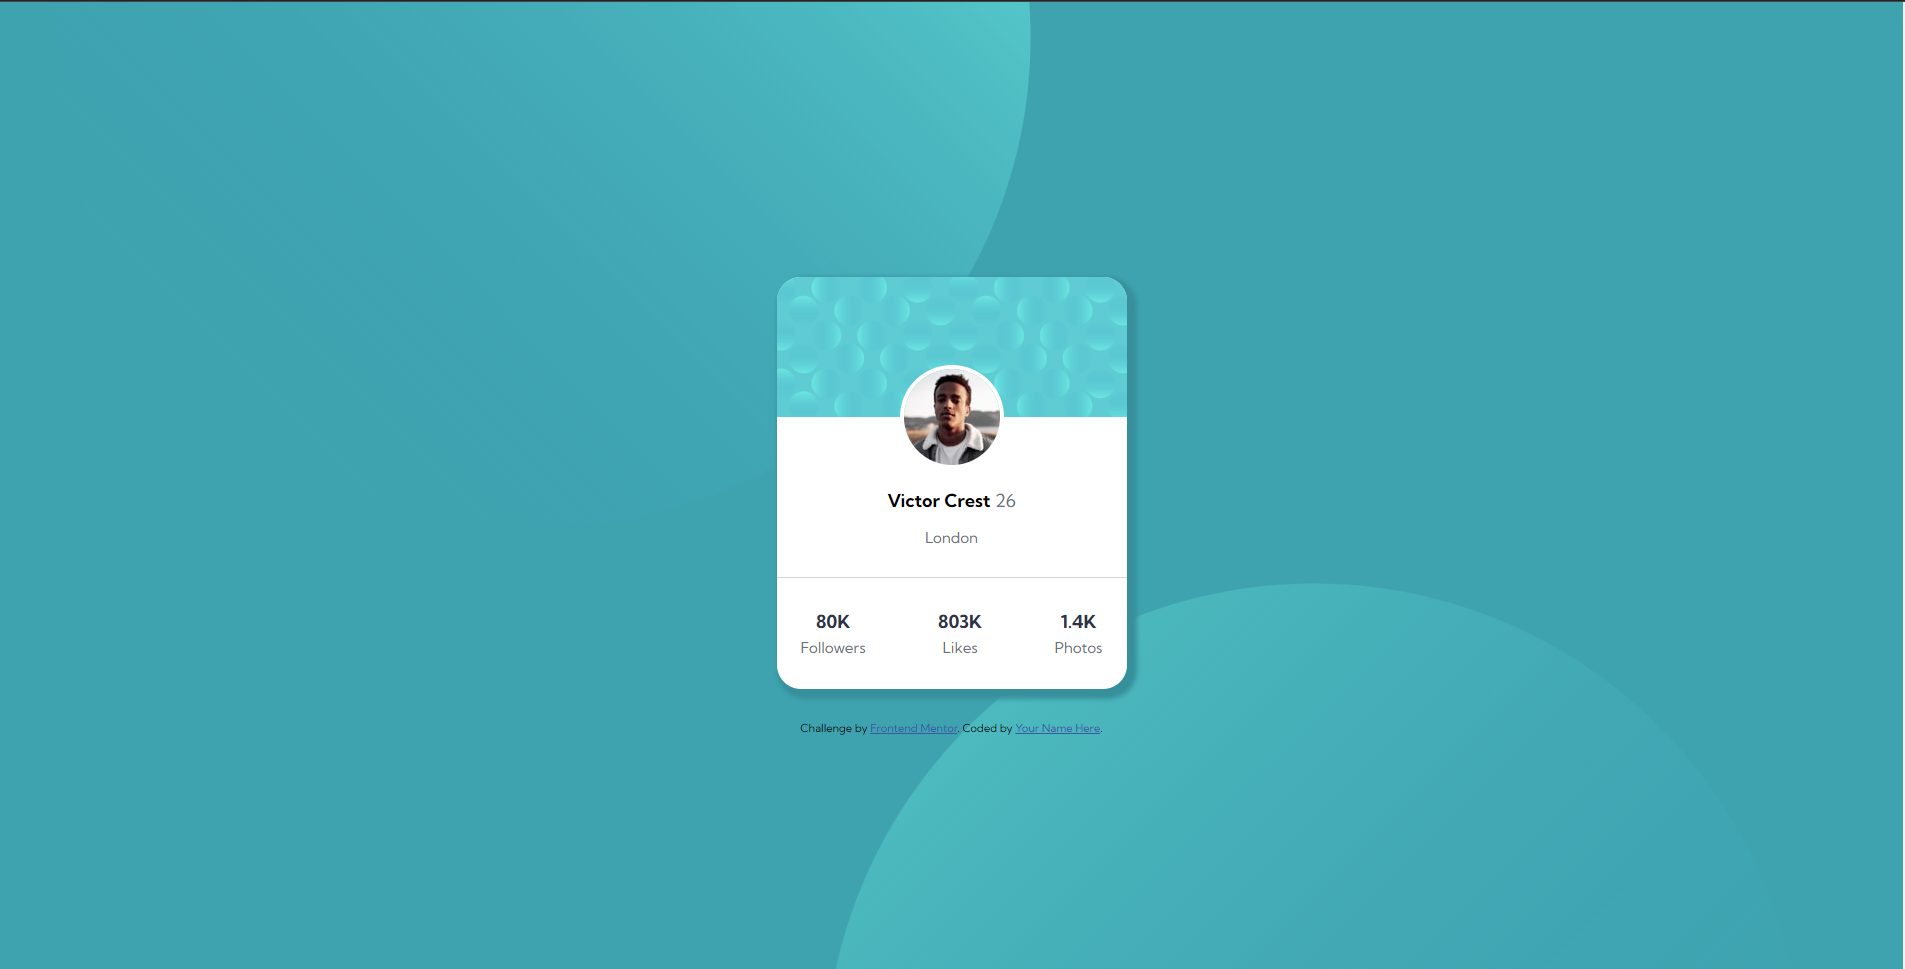 Victor Crest 26
London
80K 803K 1.4K
Followers Likes Photos
Challenge by Frontend Mentor. Coded by Your Name Here.